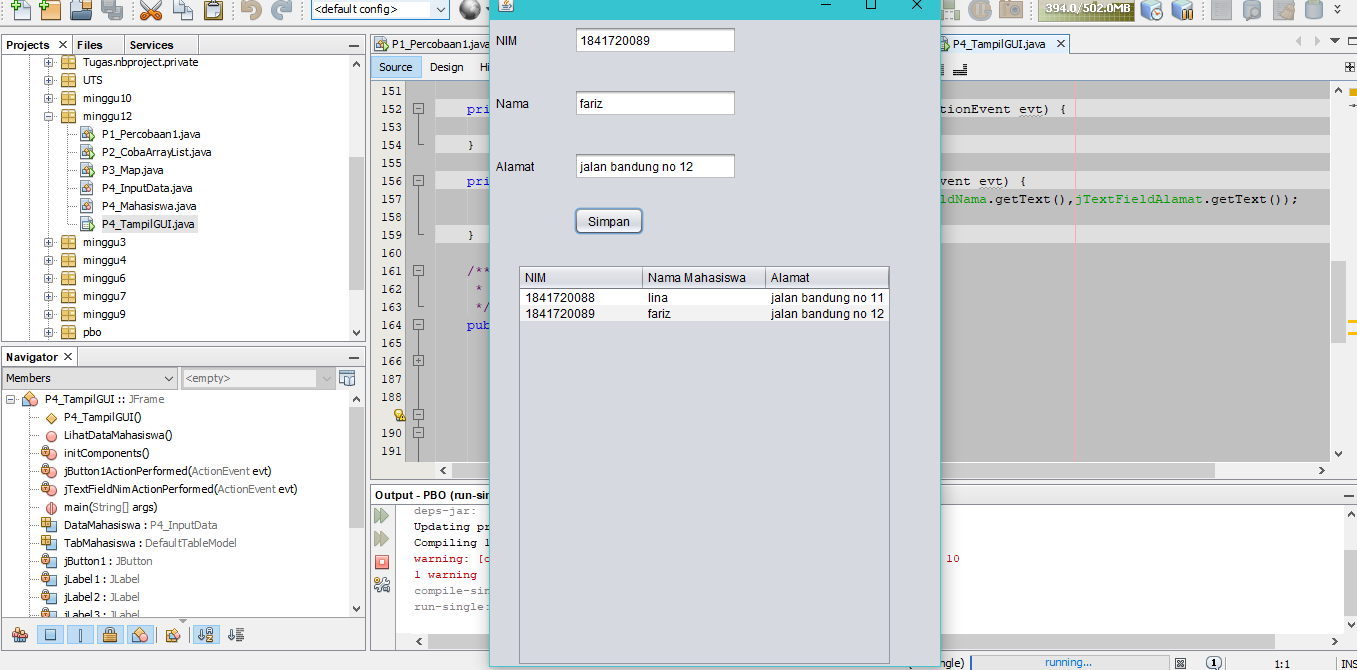 <default config>
394.0/502.0MB
Projects
Files
Services
Tugas.nbproject.private
UTS
minggu10
minggu12
P1_Percobaan1.java
P2_CobaArrayList.java
P3_Map.java
P4_InputData.java
P4_Mahasiswa.java
P4_TampilGUI.java
minggu3
minggu4
minggu6
minggu7
minggu9
pbo
Navigator
Members
<empty>
P4_TampilGUI :: JFrame
P4_TampilGUI()
LihatDataMahasiswa()
initComponents()
jButton1ActionPerformed(ActionEvent evt)
jTextFieldNimActionPerformed(ActionEvent evt)
main(String[] args)
DataMahasiswa : P4_InputData
TabMahasiswa : DefaultTableModel
jButton1 : JButton
jLabel1 : JLabel
jLabel2 : JLabel
jLabel3 : JLabel
P1_Percobaan1.java
P4_TampilGUI.java
Source Design Hi
151
152 pri tionEvent evt) {
153
154 }
155
156 pri vent evt) {
157 ldNama.getText(),jTextFieldAlamat.getText());
158
159 }
160
161 /**
162 *
163 */
164 pub
165
166
187
188
190
191
NIM 1841720089
Nama fariz
Alamat jalan bandung no 12
Simpan
NIM Nama Mahasiswa Alamat
1841720088 lina jalan bandung no 11
1841720089 fariz jalan bandung no 12
Output - PBO (run-sin
deps-jar:
Updating pr
Compiling 1
warning: [o 10
1 warning
compile-sin
run-single:
ngle) running... 1 1:1 INS